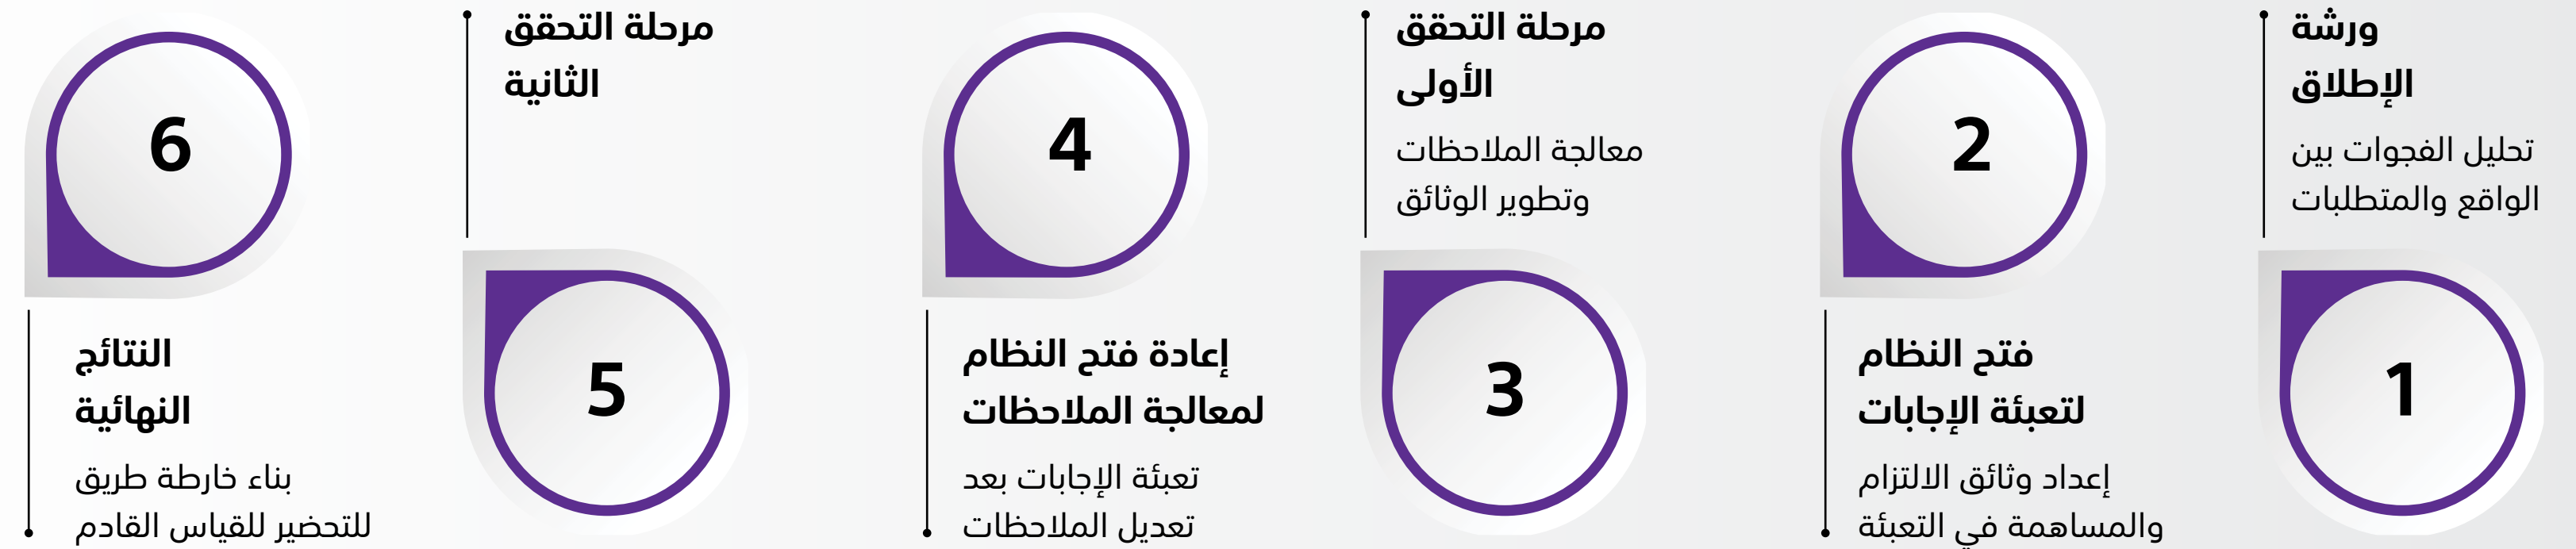 ورشة
الإطلاق
تحليل الفجوات بين
الواقع والمتطلبات
1
2
فتح النظام
لتعبئة الإجابات
إعداد وثائق الالتزام
والمساهمة في التعبئة
مرحلة التحقق
الأولى
معالجة الملاحظات
وتطوير الوثائق
3
4
إعادة فتح النظام
لمعالجة الملاحظات
تعبئة الإجابات بعد
تعديل الملاحظات
مرحلة التحقق
الثانية
5
6
النتائج
النهائية
بناء خارطة طريق
للتحضير للقياس القادم